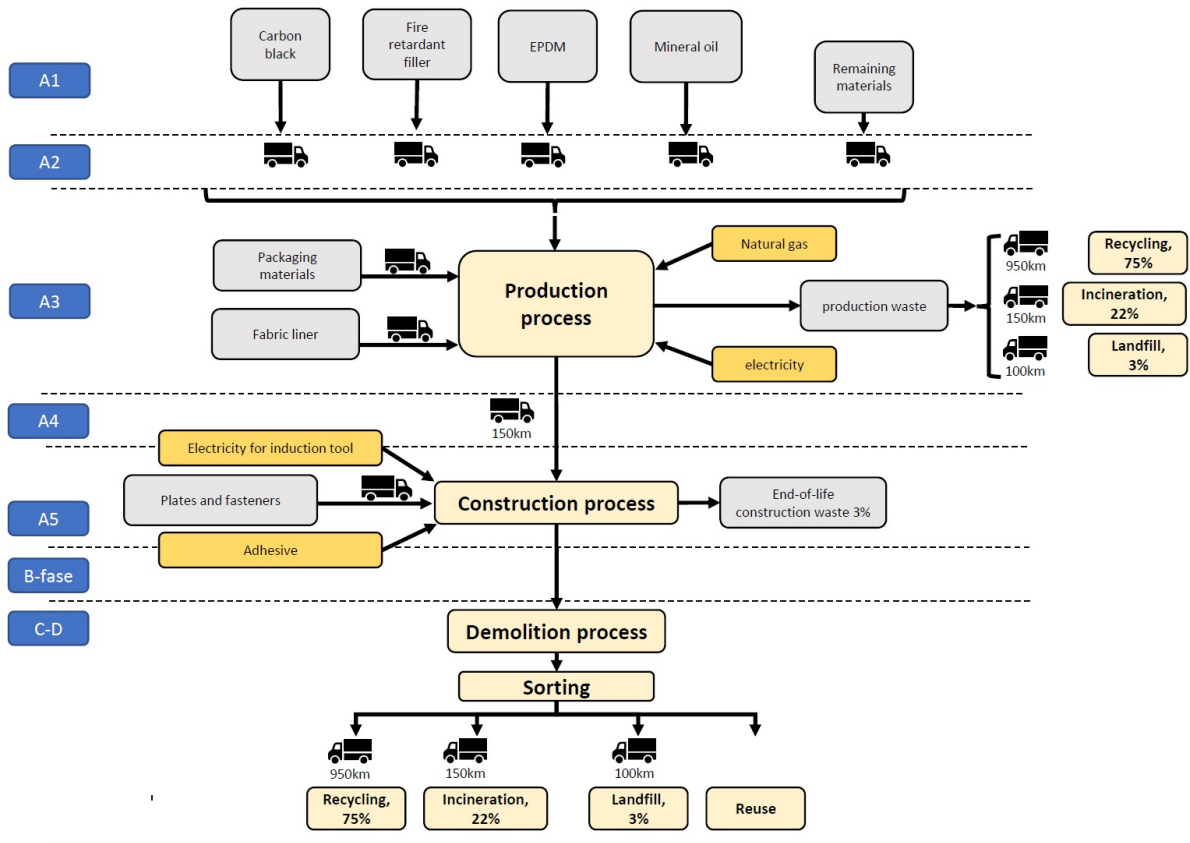 A1
Carbon
black
Fire
retardant
filler
EPDM
Mineral oil
Remaining
materials
A2
A3
Packaging
materials
Fabric liner
Production
process
Natural gas
electricity
production waste
950km
Recycling,
75%
150km
Incineration,
22%
100km
Landfill,
3%
A4
150km
A5
Electricity for induction tool
Plates and fasteners
Adhesive
Construction process
End-of-life
construction waste 3%
B-fase
C-D
Demolition process
Sorting
950km
150km
100km
Recycling,
75%
Incineration,
22%
Landfill,
3%
Reuse